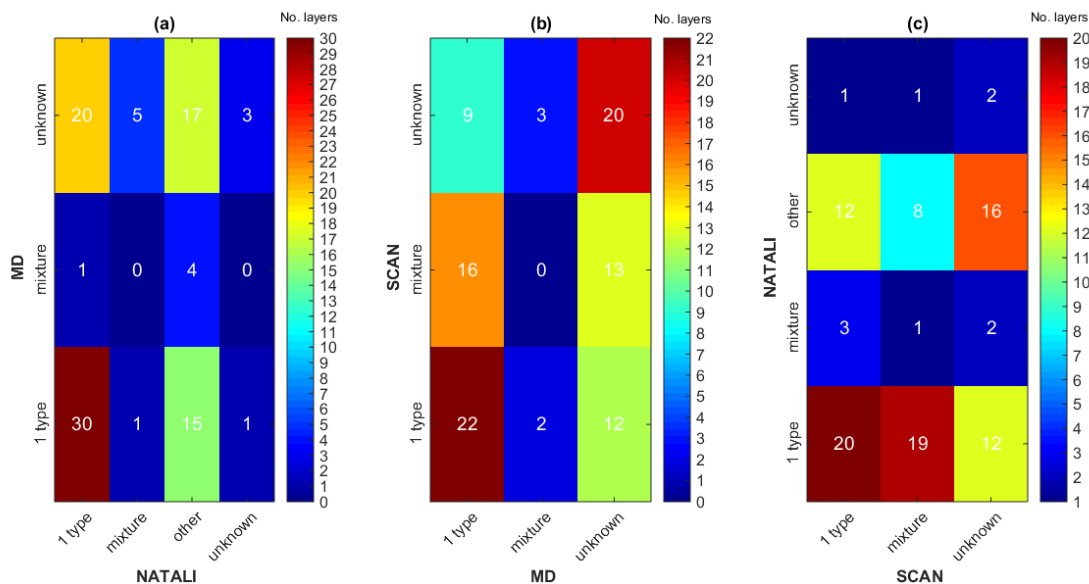 (a)
No. layers
unknown
mixture
1 type
MD
20 5 17 3
1 0 4 0
30 1 15 1
1 type mixture other unknown
NATALI
30
29
28
27
26
25
24
23
22
21
20
19
18
17
16
15
14
13
12
11
10
9
8
7
6
5
4
3
2
1
0
(b)
No. layers
unknown
mixture
1 type
SCAN
9 3 20
16 0 13
22 2 12
1 type mixture unknown
MD
22
21
20
19
18
17
16
15
14
13
12
11
10
9
8
7
6
5
4
3
2
1
0
(c)
No. layers
unknown
other
mixture
1 type
NATALI
1 1 2
12 8 16
3 1 2
20 19 12
1 type mixture unknown
SCAN
20
19
18
17
16
15
14
13
12
11
10
9
8
7
6
5
4
3
2
1